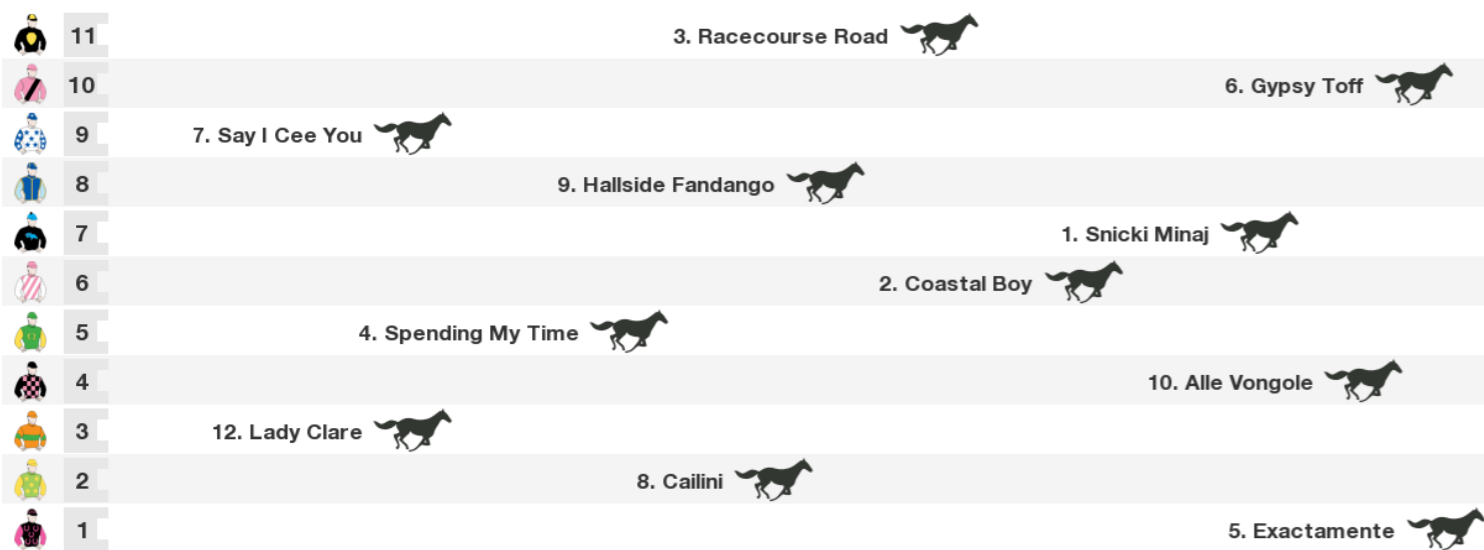 11 3. Racecourse Road
10 6. Gypsy Toff
9 7. Say I Cee You
8 9. Hallside Fandango
7 1. Snicki Minaj
6 2. Coastal Boy
5 4. Spending My Time
4 10. Alle Vongole
3 12. Lady Clare
2 8. Cailini
1 5. Exactamente